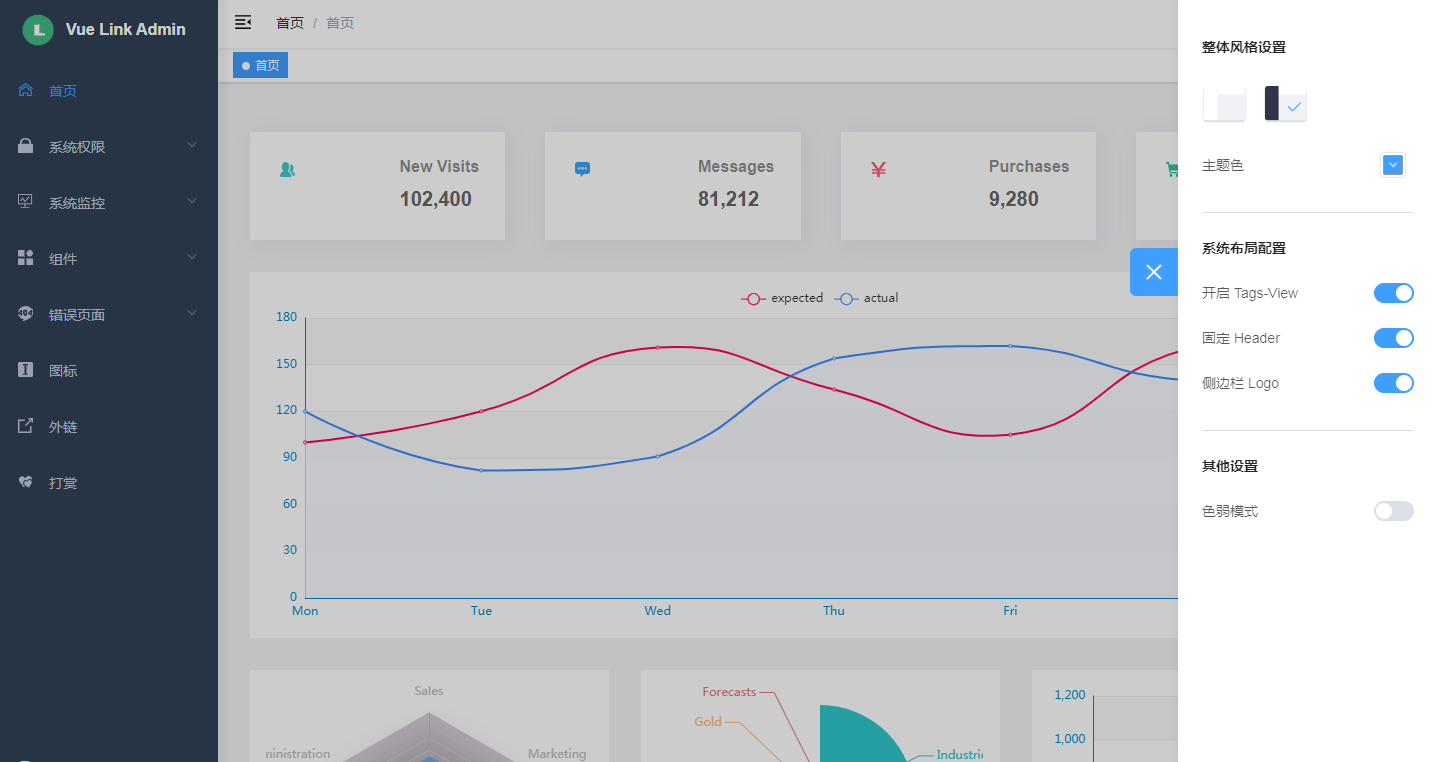 Vue Link Admin
首页
系统权限
系统监控
组件
错误页面
图标
外链
打赏
首页 / 首页
首页
New Visits
102,400
Messages
81,212
Purchases
9,280
expected
actual
180
150
120
90
60
30
0
Mon
Tue
Wed
Thu
Fri
Sales
ministration
Marketing
Forecasts
Gold
Industri
1,200
1,000
整体风格设置
主题色
系统布局配置
开启 Tags-View
固定 Header
侧边栏 Logo
其他设置
色弱模式